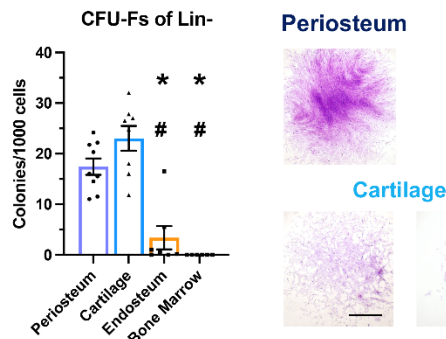 CFU-Fs of Lin-
Colonies/1000 cells
40
30
20
10
0
* *
# #
Periosteum
Cartilage
Endosteum
Bone Marrow
Periosteum
Cartilage